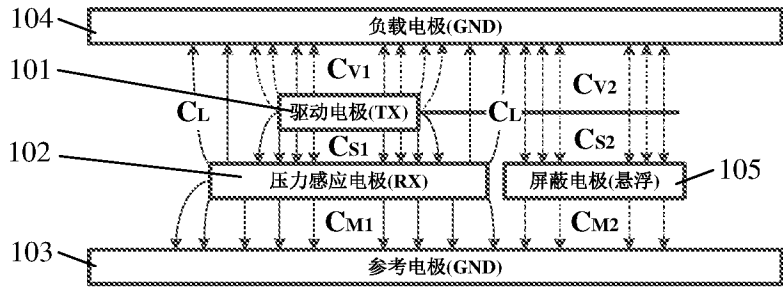 104
负载电极(GND)
101
CV1
CV2
驱动电极(TX)
CL
CL
CS1
CS2
102
压力感应电极(RX)
屏蔽电极(悬浮)
105
CM1
CM2
103
参考电极(GND)